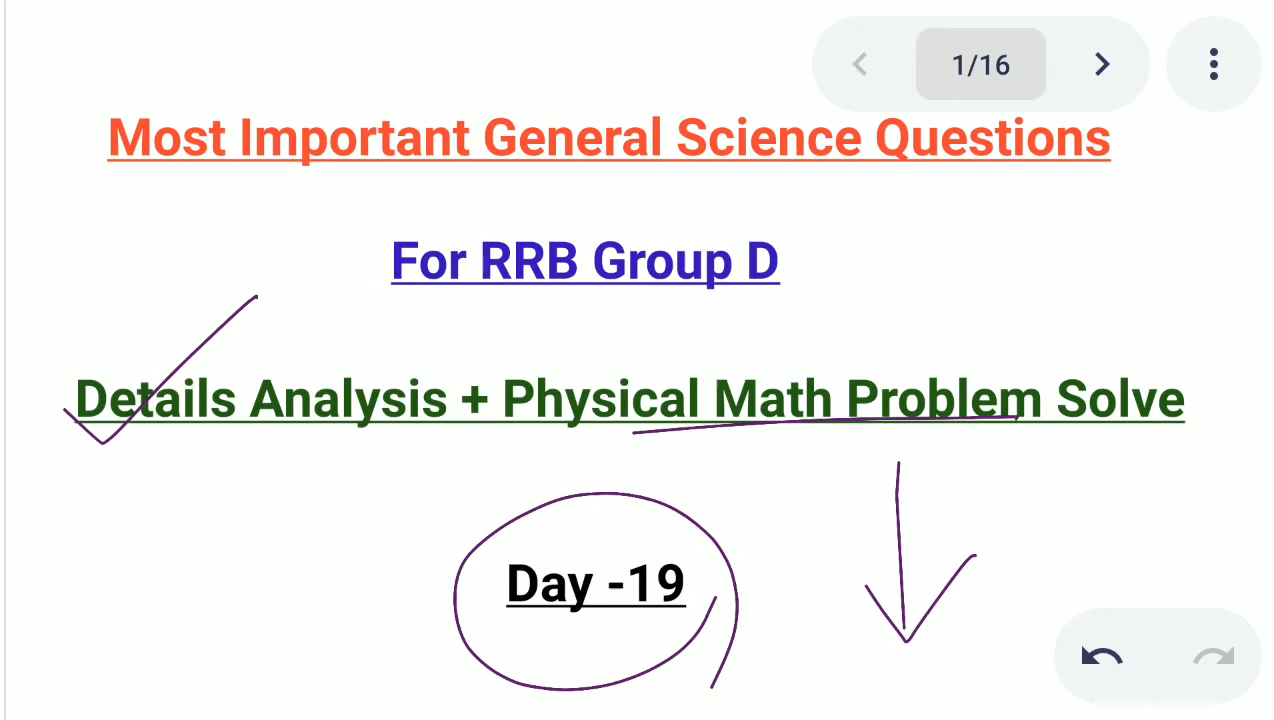 1/16
Most Important General Science Questions
For RRB Group D
Details Analysis + Physical Math Problem Solve
Day -19